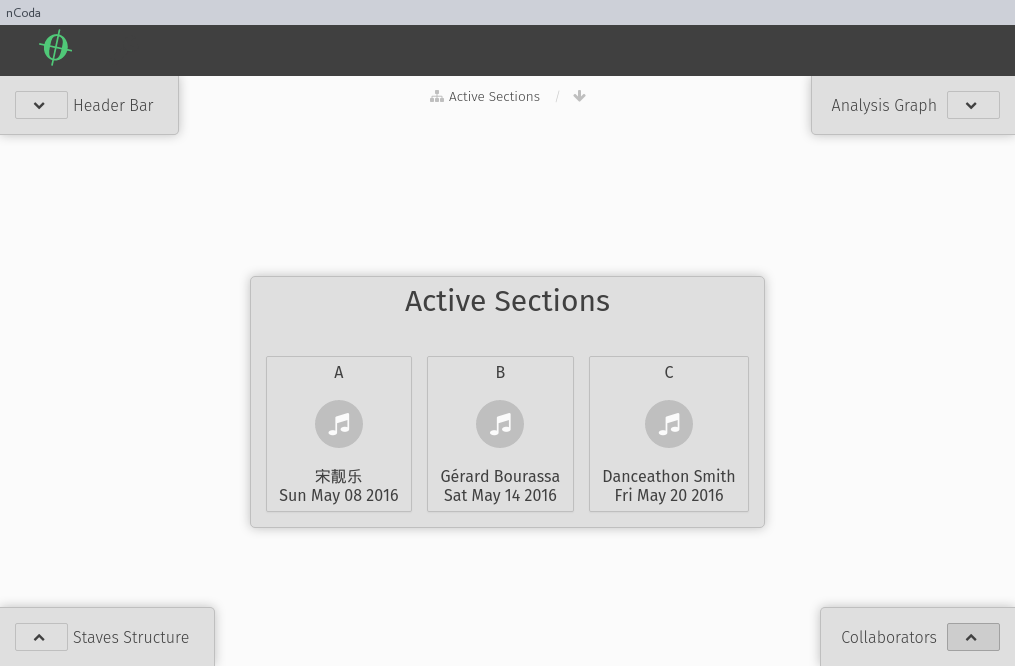 nCoda
Header Bar
Active Sections /
Analysis Graph
Active Sections
A
宋靓乐
Sun May 08 2016
B
Gérard Bourassa
Sat May 14 2016
C
Danceathon Smith
Fri May 20 2016
Staves Structure
Collaborators